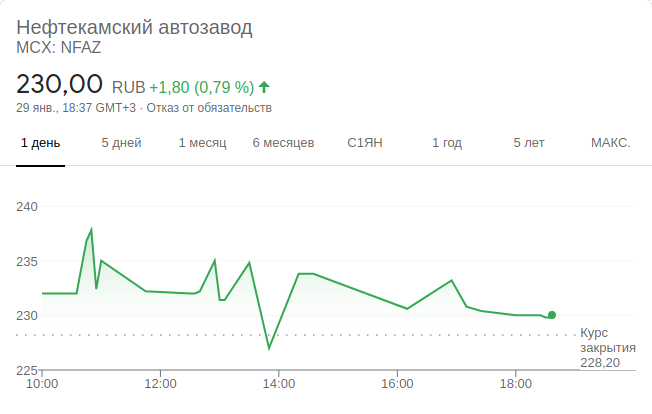 Нефтекамский автозавод
MCX: NFAZ
230,00 RUB +1,80 (0,79 %)
29 янв., 18:37 GMT+3 · Отказ от обязательств
1 день 5 дней 1 месяц 6 месяцев С1ЯН 1 год 5 лет МАКС.
240
235
230
225
Курс
закрытия
228,20
10:00 12:00 14:00 16:00 18:00